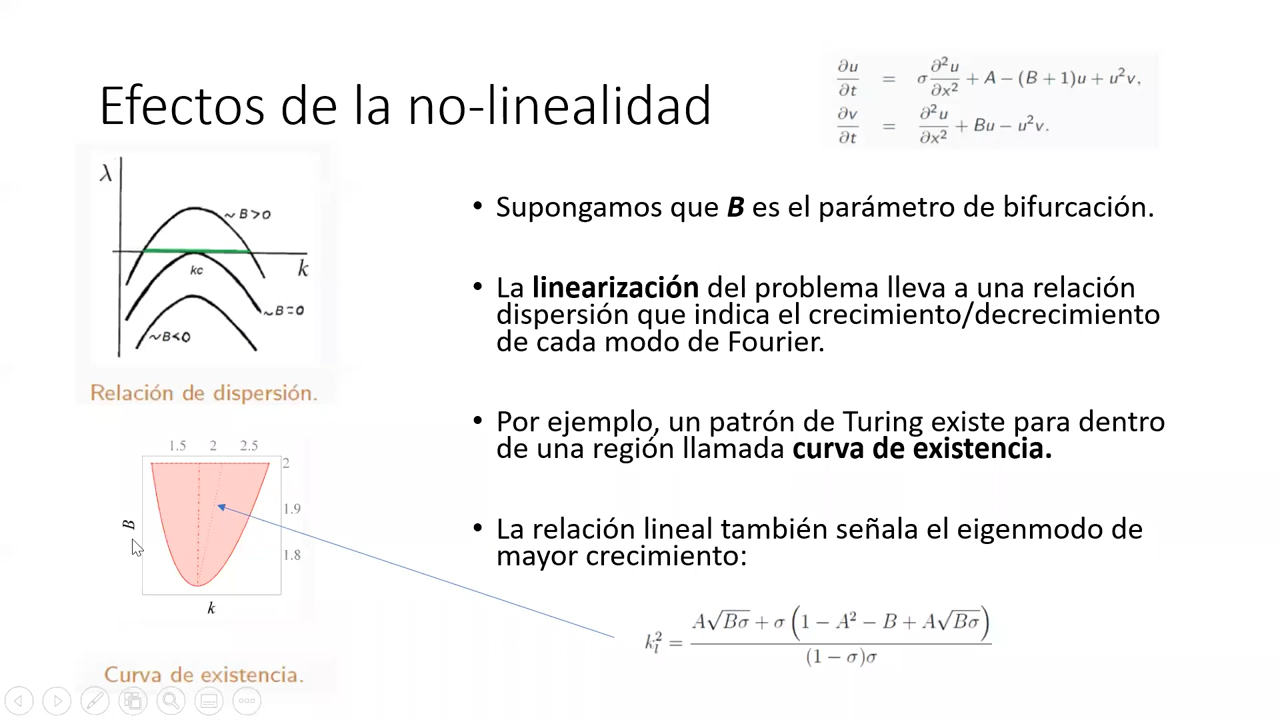 Efectos de la no-linealidad
∂u/∂t = σ ∂²u/∂x² + A − (B + 1)u + u²v,
∂v/∂t = ∂²u/∂x² + Bu − u²v.
λ
~B>0
k
kc
~B=0
~B<0
Relación de dispersión.
1.5 2 2.5
2
1.9
1.8
B
k
Curva de existencia.
• Supongamos que B es el parámetro de bifurcación.
• La linearización del problema lleva a una relación
dispersión que indica el crecimiento/decrecimiento
de cada modo de Fourier.
• Por ejemplo, un patrón de Turing existe para dentro
de una región llamada curva de existencia.
• La relación lineal también señala el eigenmodo de
mayor crecimiento:
k_l² = (A√(Bσ) + σ(1 − A² − B + A√(Bσ))) / ((1 − σ)σ)